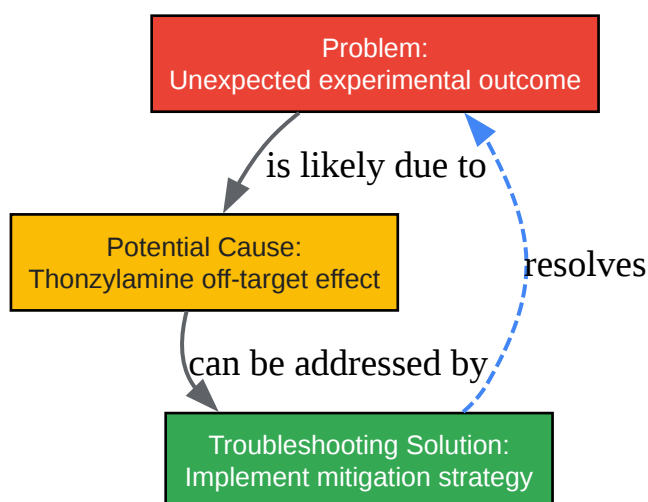 Problem:
Unexpected experimental outcome
is likely due to
Potential Cause:
Thonzylamine off-target effect
resolves
can be addressed by
Troubleshooting Solution:
Implement mitigation strategy